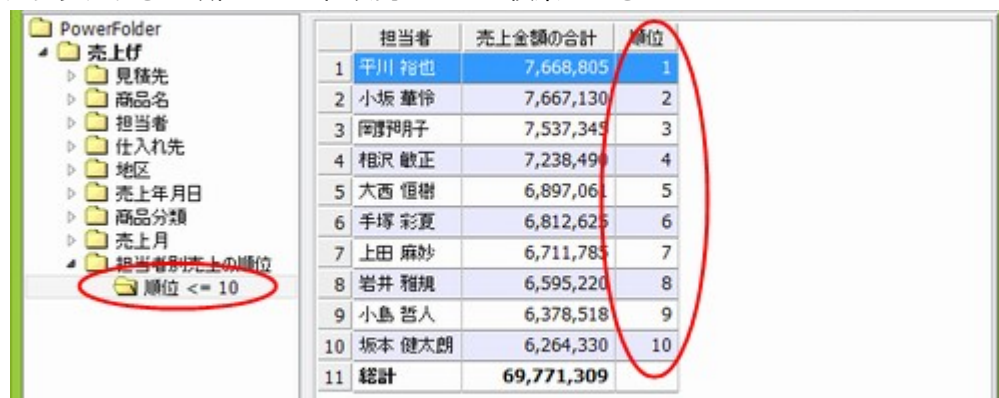 PowerFolder
売上げ
見積先
商品名
担当者
仕入れ先
地区
売上年月日
商品分類
売上月
担当者別売上の順位
順位 <= 10
担当者 売上金額の合計 順位
1 平川 裕也 7,668,805 1
2 小坂 華伶 7,667,130 2
3 岡野明子 7,537,345 3
4 相沢 敏正 7,238,490 4
5 大西 恒樹 6,897,061 5
6 手塚 彩夏 6,812,625 6
7 上田 麻妙 6,711,785 7
8 岩井 雅規 6,595,220 8
9 小島 哲人 6,378,518 9
10 坂本 健太朗 6,264,330 10
11 総計 69,771,309